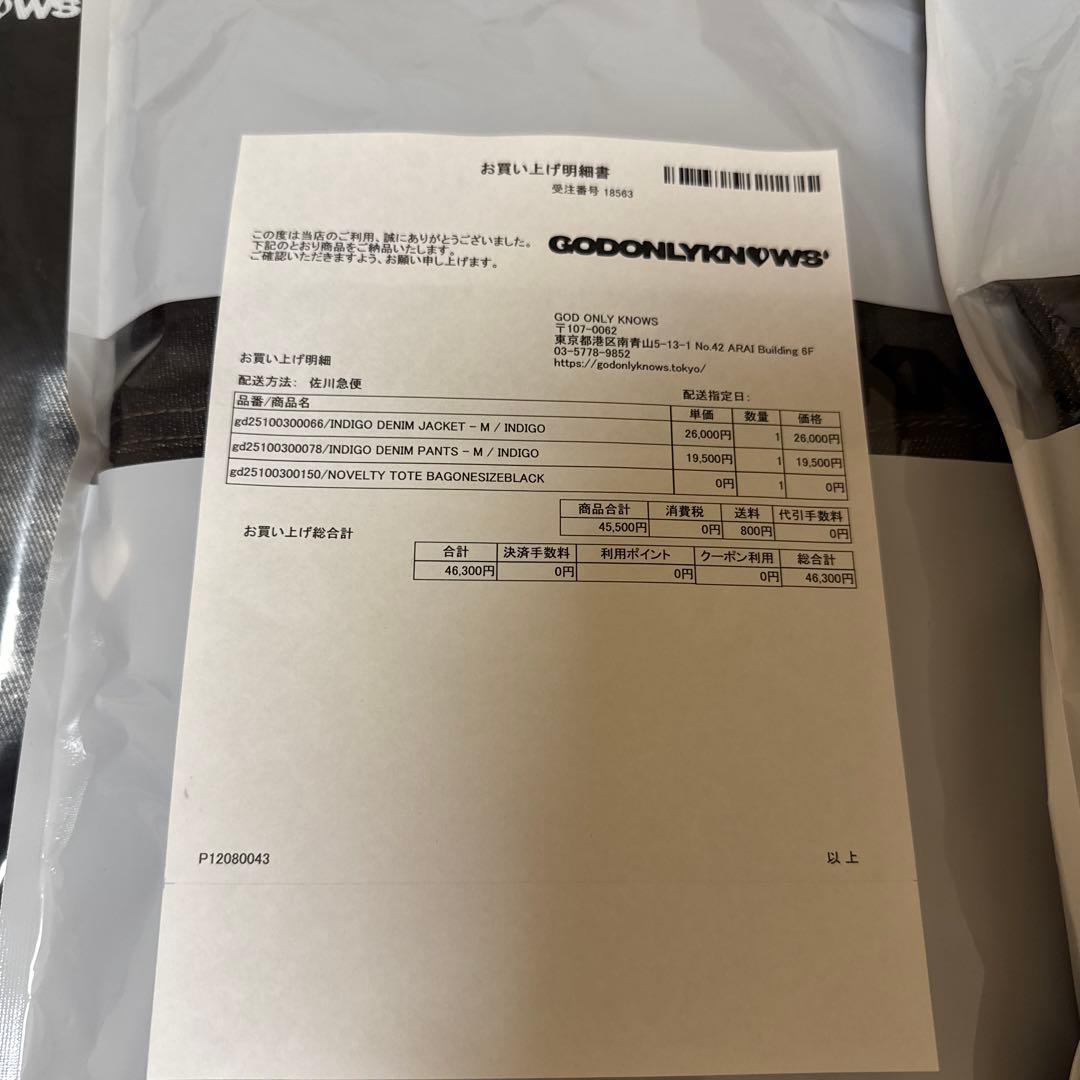 WS
お買い上げ明細書
受注番号 18563
この度は当店のご利用、誠にありがとうございました。
下記のとおり商品をご納品いたします。
ご確認いただきますよう、お願い申し上げます。
GODONLYKNOWS
GOD ONLY KNOWS
〒107-0062
東京都港区南青山5-13-1 No.42 ARAI Building 6F
03-5778-9852
https://godonlyknows.tokyo/
お買い上げ明細
配送方法: 佐川急便
配送指定日:
品番/商品名 単価 数量 価格
gd25100300066/INDIGO DENIM JACKET - M / INDIGO 26,000円 1 26,000円
gd25100300078/INDIGO DENIM PANTS - M / INDIGO 19,500円 1 19,500円
gd25100300150/NOVELTY TOTE BAGONESIZEBLACK 0円 1 0円
お買い上げ総合計
商品合計 消費税 送料 代引手数料
45,500円 0円 800円 0円
合計 決済手数料 利用ポイント クーポン利用 総合計
46,300円 0円 0円 0円 46,300円
P12080043
以上